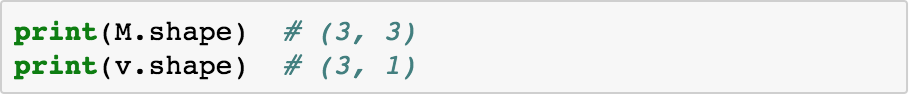 print(M.shape)  # (3, 3)
print(v.shape)  # (3, 1)